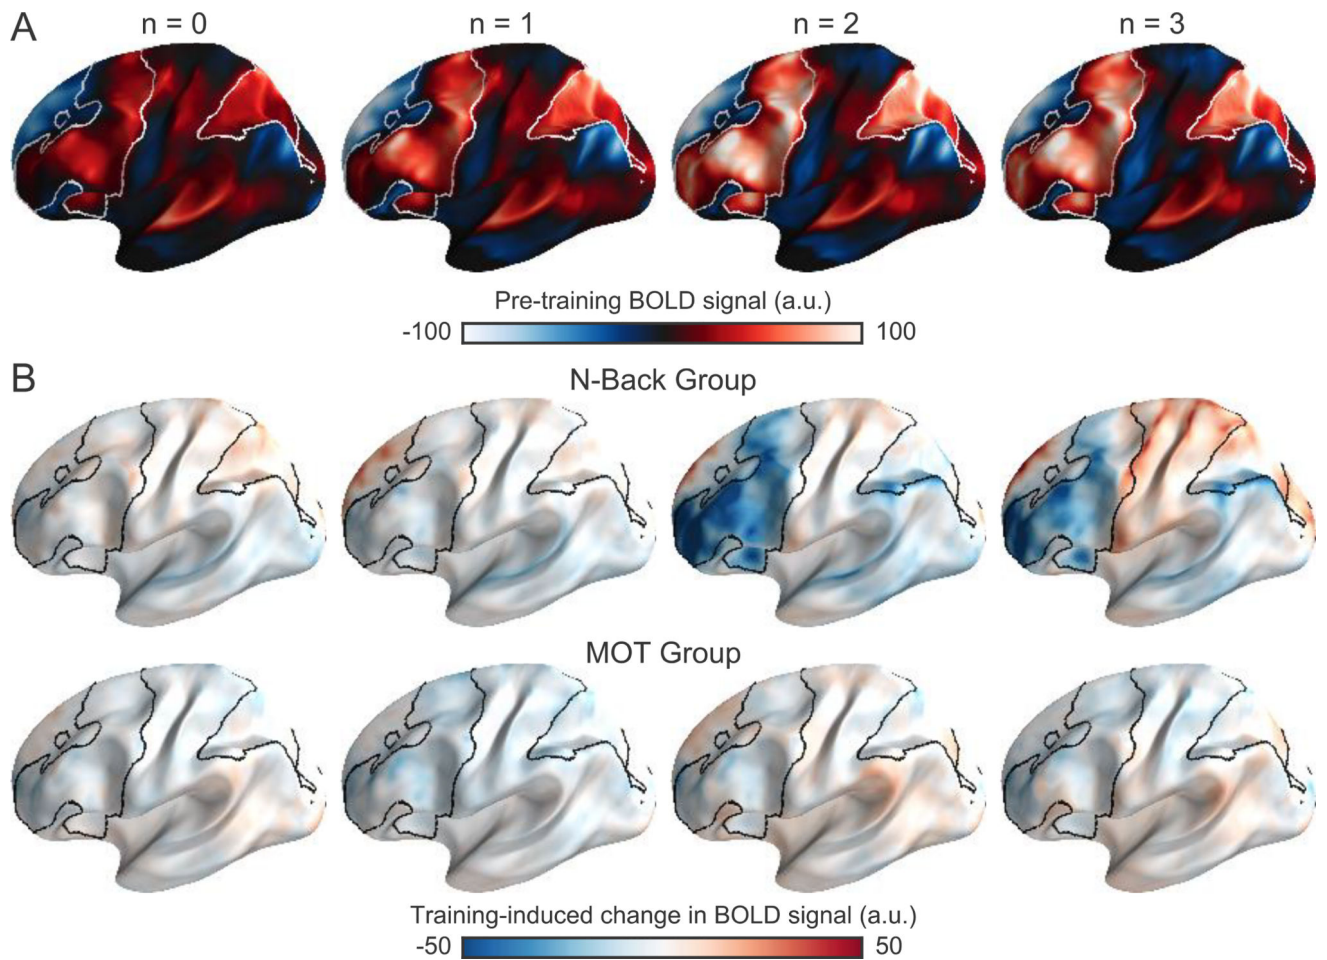 A
n = 0
n = 1
n = 2
n = 3
Pre-training BOLD signal (a.u.)
-100
100
B
N-Back Group
MOT Group
Training-induced change in BOLD signal (a.u.)
-50
50